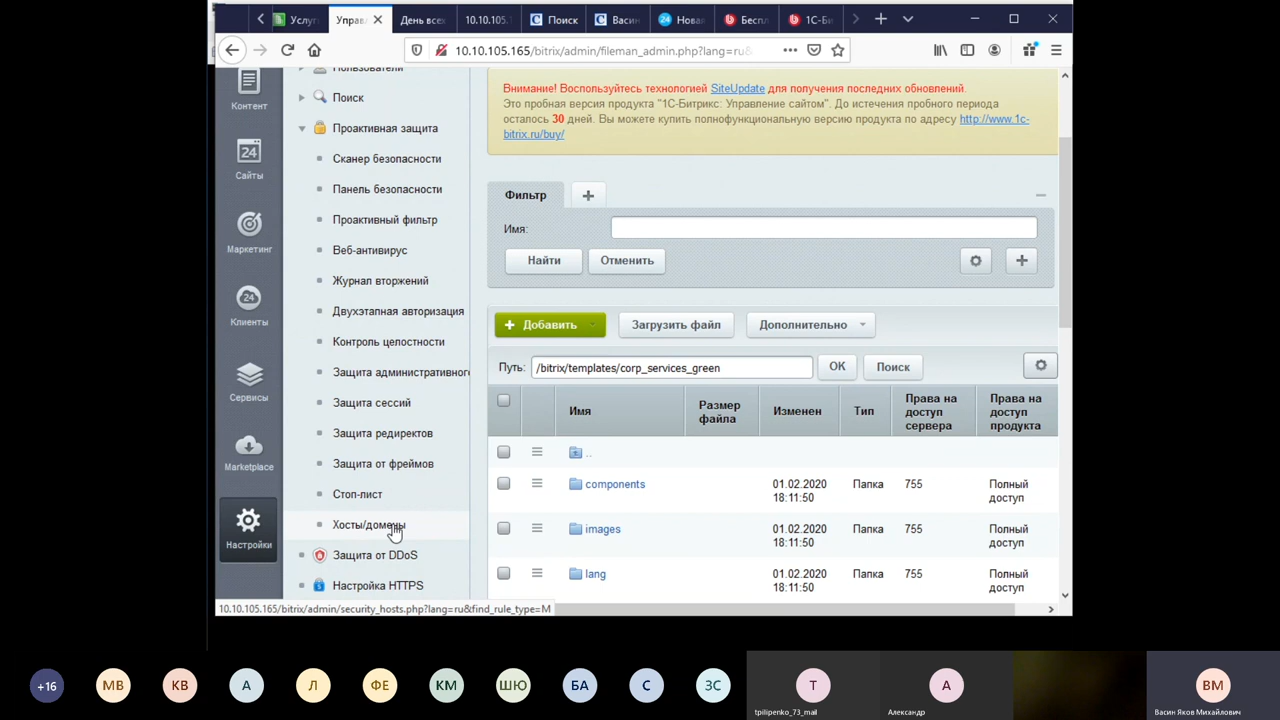 Услуг
Управ
День всех
10.10.105.
Поиск
Васин
Новая
Беспл
1С-Би
10.10.105.165/bitrix/admin/fileman_admin.php?lang=ru&
Контент
24
Сайты
Маркетинг
24
Клиенты
Сервисы
Marketplace
Настройки
Пользователи
Поиск
Проактивная защита
Сканер безопасности
Панель безопасности
Проактивный фильтр
Веб-антивирус
Журнал вторжений
Двухэтапная авторизация
Контроль целостности
Защита административног
Защита сессий
Защита редиректов
Защита от фреймов
Стоп-лист
Хосты/домены
Защита от DDoS
Настройка HTTPS
10.10.105.165/bitrix/admin/security_hosts.php?lang=ru&find_rule_type=M
Внимание! Воспользуйтесь технологией SiteUpdate для получения последних обновлений.
Это пробная версия продукта "1С-Битрикс: Управление сайтом". До истечения пробного периода
осталось 30 дней. Вы можете купить полнофункциональную версию продукта по адресу http://www.1c-
bitrix.ru/buy/
Фильтр
Имя:
Найти
Отменить
Добавить
Загрузить файл
Дополнительно
Путь:
/bitrix/templates/corp_services_green
OK
Поиск
Имя
Размер файла
Изменен
Тип
Права на доступ сервера
Права на доступ продукта
..
components 01.02.2020 18:11:50 Папка 755 Полный доступ
images 01.02.2020 18:11:50 Папка 755 Полный доступ
lang 01.02.2020 18:11:50 Папка 755 Полный доступ
+16
МВ
КВ
А
Л
ФЕ
КМ
ШЮ
БА
С
ЗС
Т
tpilipenko_73_mail
А
Александр
ВМ
Васин Яков Михайлович